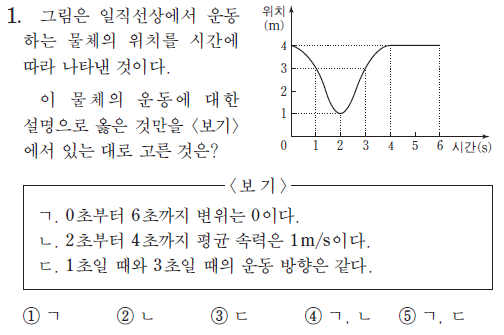 1. 그림은 일직선상에서 운동
하는 물체의 위치를 시간에
따라 나타낸 것이다.
이 물체의 운동에 대한
설명으로 옳은 것만을 〈보기〉
에서 있는 대로 고른 것은?
위치
(m)
4
3
2
1
0 1 2 3 4 5 6 시간(s)
〈보 기〉
ㄱ. 0초부터 6초까지 변위는 0이다.
ㄴ. 2초부터 4초까지 평균 속력은 1m/s이다.
ㄷ. 1초일 때와 3초일 때의 운동 방향은 같다.
① ㄱ ② ㄴ ③ ㄷ ④ ㄱ, ㄴ ⑤ ㄱ, ㄷ